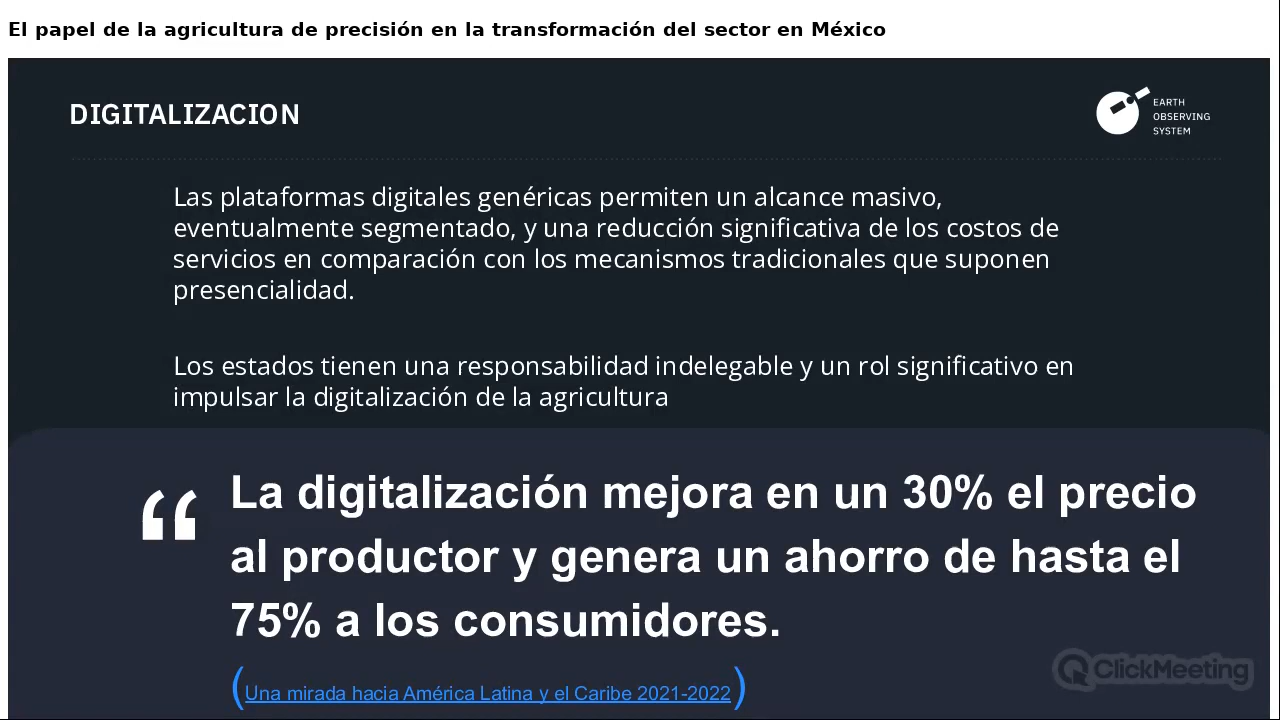 El papel de la agricultura de precisión en la transformación del sector en México
DIGITALIZACION
EARTH
OBSERVING
SYSTEM
Las plataformas digitales genéricas permiten un alcance masivo,
eventualmente segmentado, y una reducción significativa de los costos de
servicios en comparación con los mecanismos tradicionales que suponen
presencialidad.
Los estados tienen una responsabilidad indelegable y un rol significativo en
impulsar la digitalización de la agricultura
“ La digitalización mejora en un 30% el precio
al productor y genera un ahorro de hasta el
75% a los consumidores.
(Una mirada hacia América Latina y el Caribe 2021-2022)
ClickMeeting